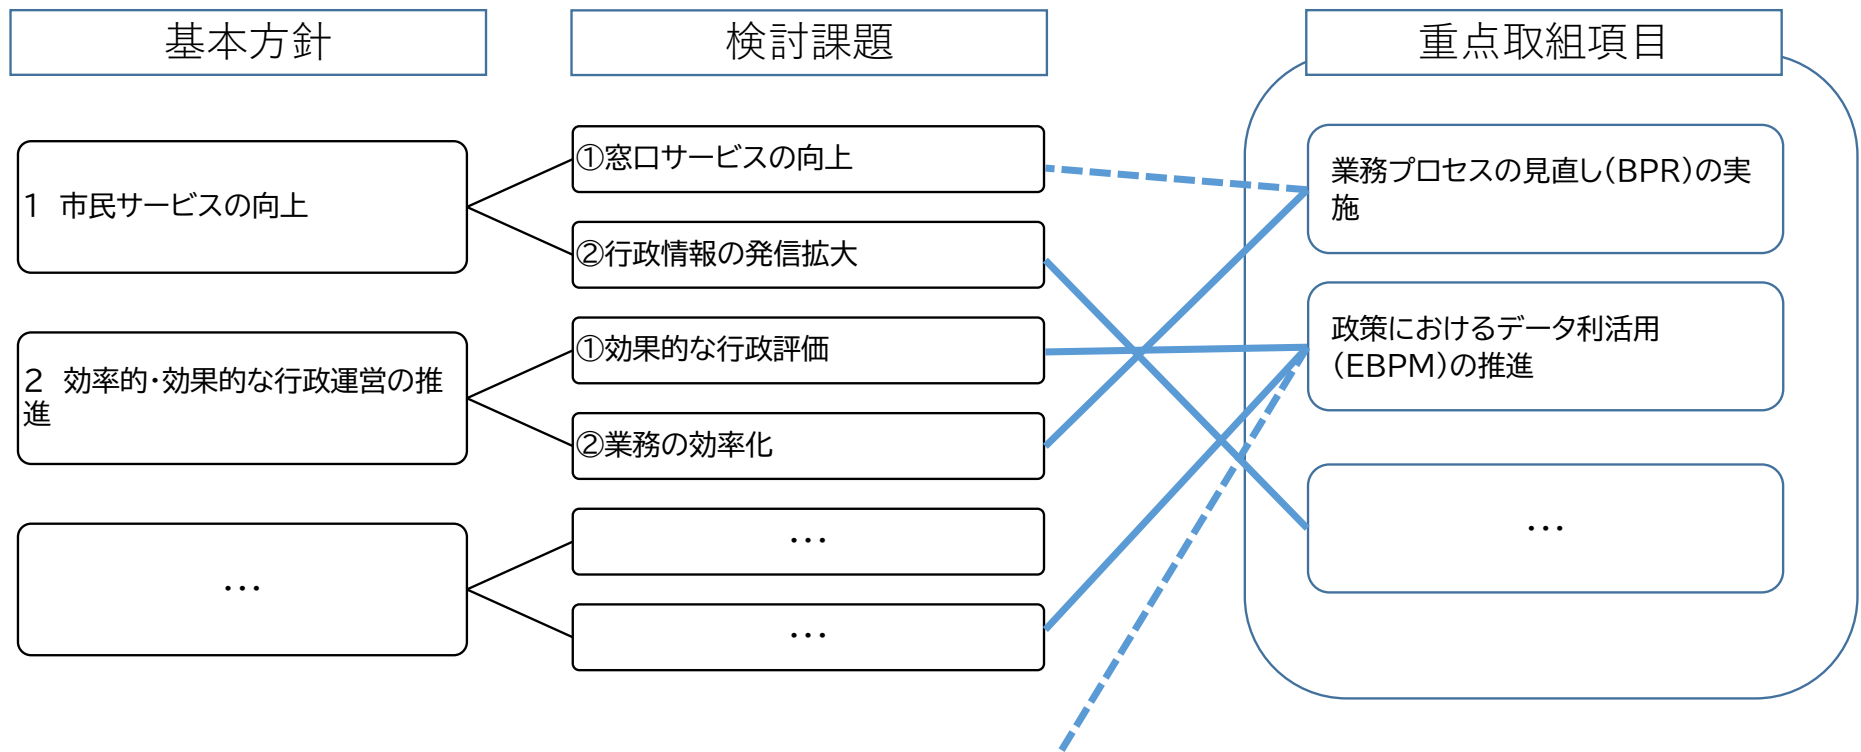 基本方針
検討課題
重点取組項目
1　市民サービスの向上
①窓口サービスの向上
②行政情報の発信拡大
業務プロセスの見直し（BPR）の実
施
2　効率的・効果的な行政運営の推
進
①効果的な行政評価
②業務の効率化
政策におけるデータ利活用
（EBPM）の推進
…
…
…
…